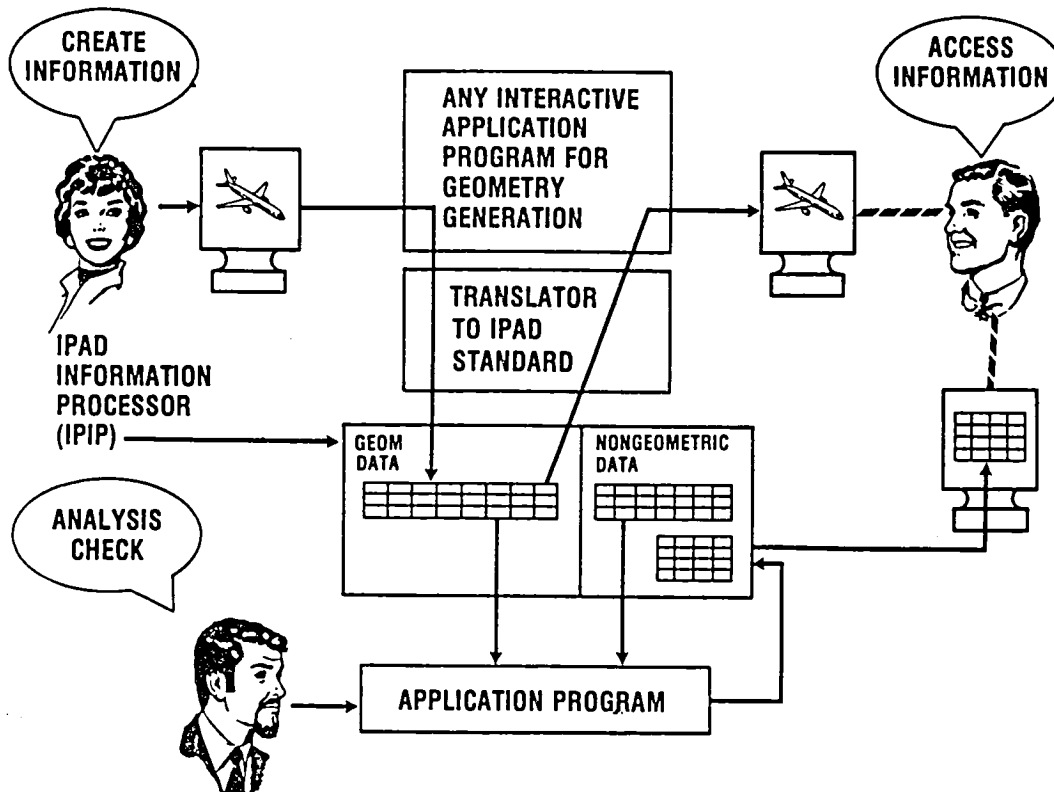 CREATE
INFORMATION
ANY INTERACTIVE
APPLICATION
PROGRAM FOR
GEOMETRY
GENERATION
ACCESS
INFORMATION
TRANSLATOR
TO IPAD
STANDARD
IPAD
INFORMATION
PROCESSOR
(IPIP)
GEOM
DATA
NONGEOMETRIC
DATA
ANALYSIS
CHECK
APPLICATION PROGRAM